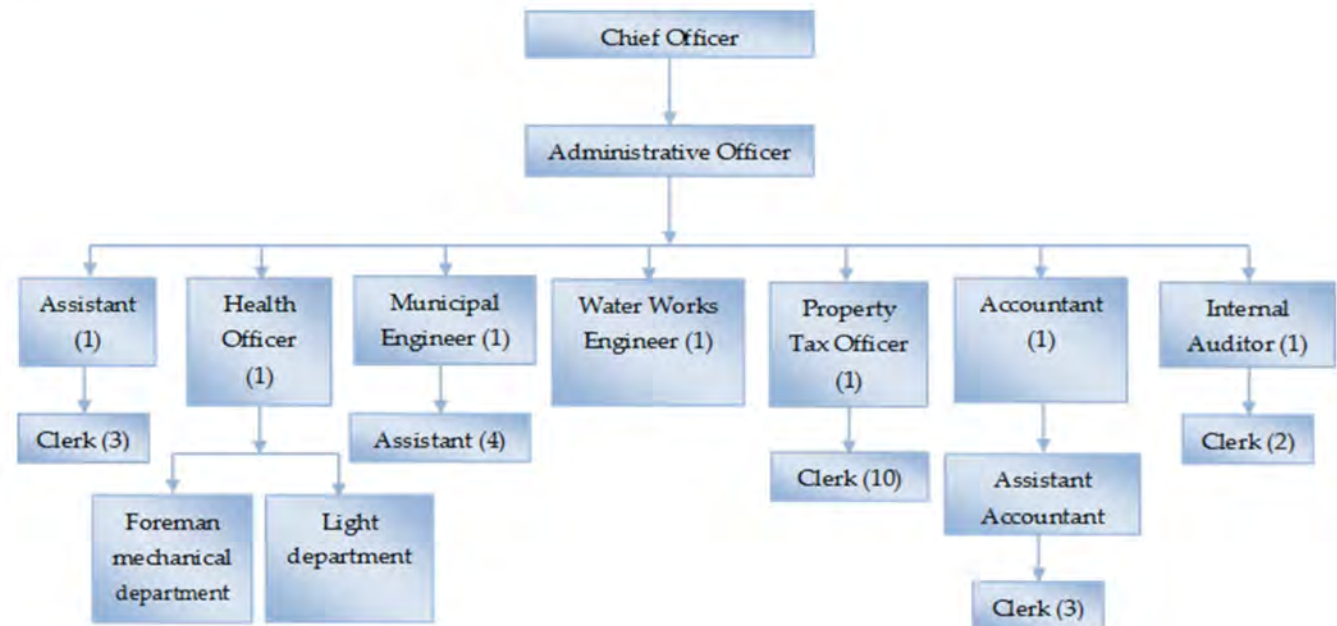 Chief Officer
Administrative Officer
Assistant
(1)
Health
Officer
(1)
Municipal
Engineer (1)
Water Works
Engineer (1)
Property
Tax Officer
(1)
Accountant
(1)
Internal
Auditor (1)
Clerk (3)
Assistant (4)
Clerk (10)
Assistant
Accountant
Clerk (2)
Foreman
mechanical
department
Light
department
Clerk (3)